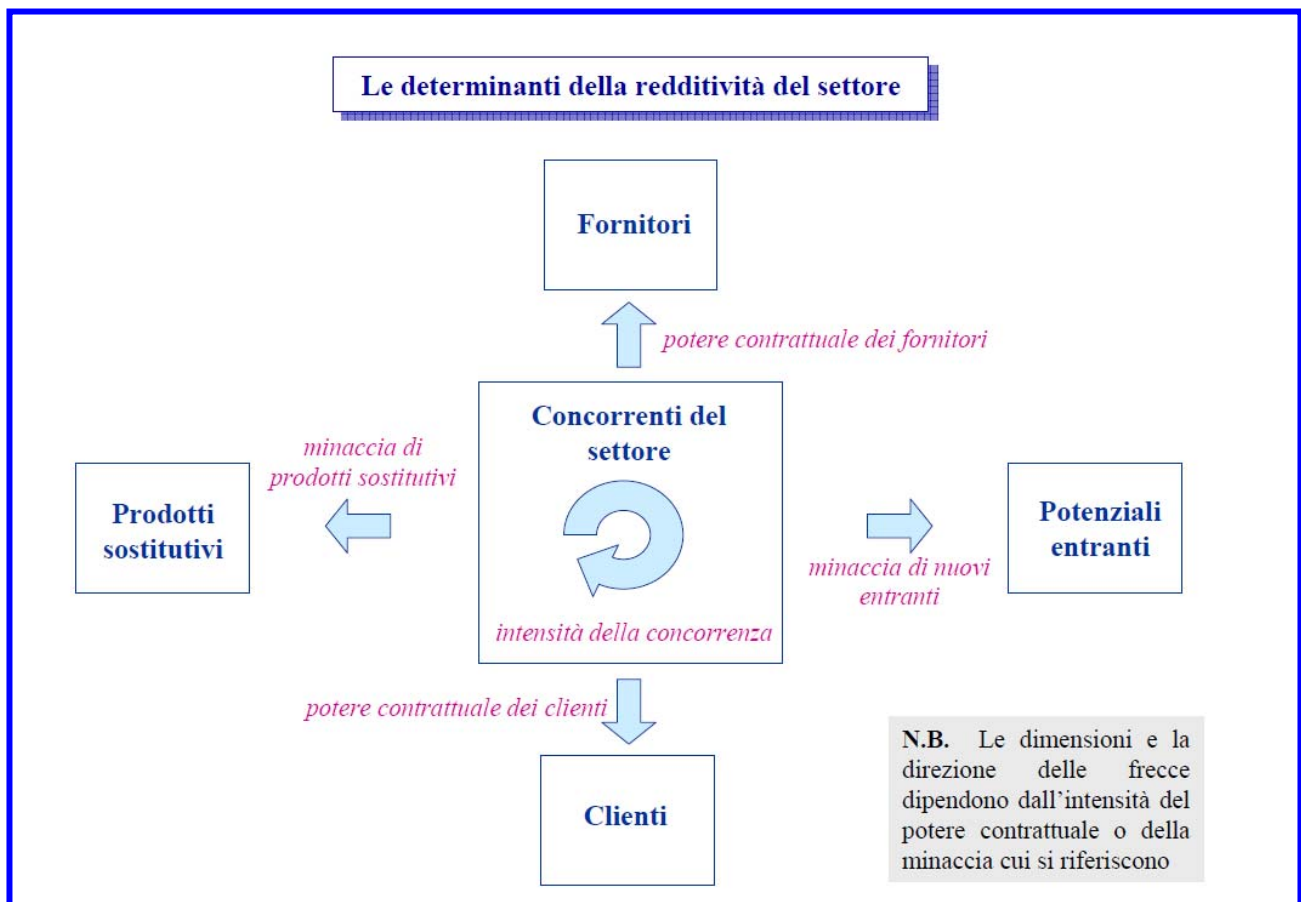 Le determinanti della redditività del settore
Fornitori
potere contrattuale dei fornitori
Concorrenti del
settore
minaccia di
prodotti sostitutivi
Prodotti
sostitutivi
Potenziali
entranti
minaccia di nuovi
entranti
intensità della concorrenza
potere contrattuale dei clienti
Clienti
N.B. Le dimensioni e la
direzione delle frecce
dipendono dall'intensità del
potere contrattuale o della
minaccia cui si riferiscono